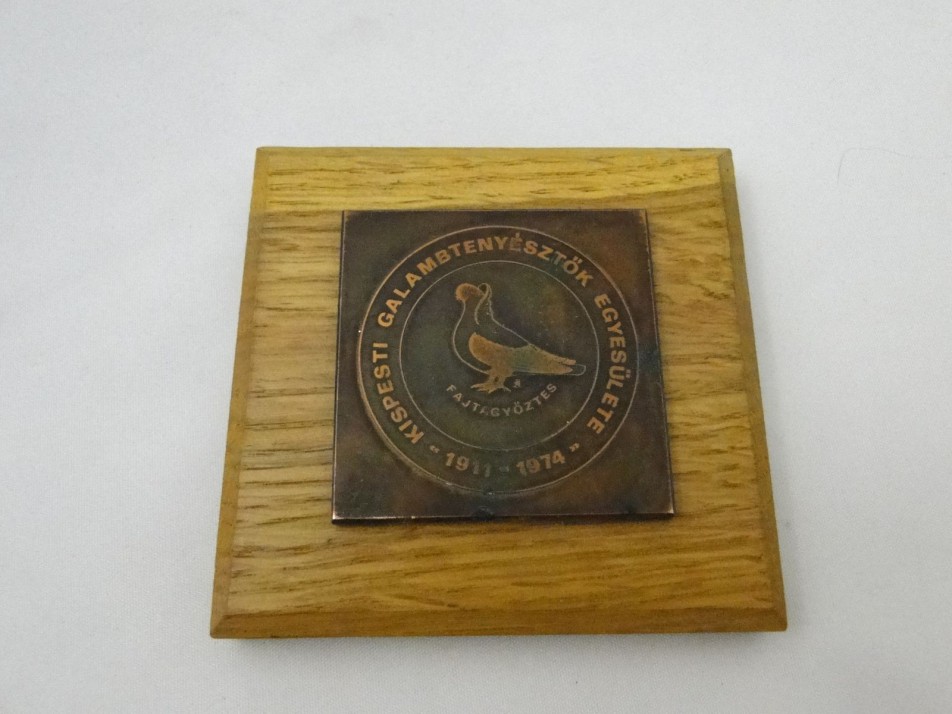 KISPESTI GALAMBTENYÉSZTŐK EGYESÜLETE
FAJTAGYŐZTES
« 1911 - 1974 »